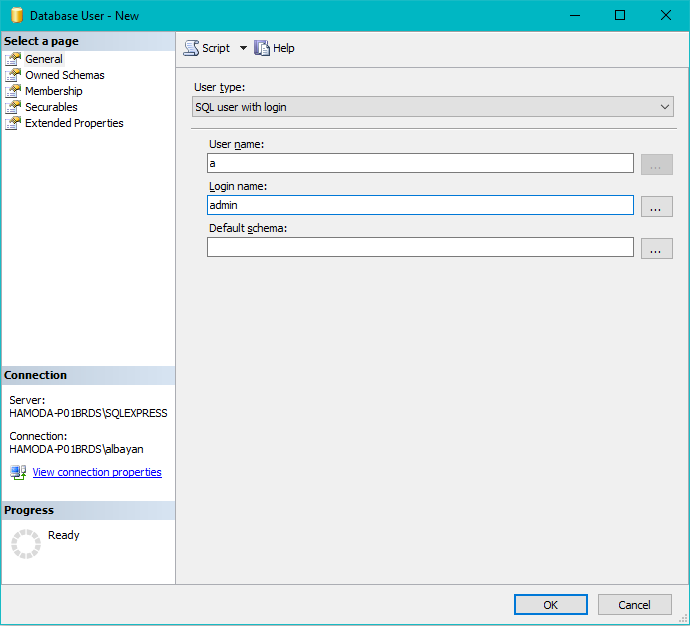 Database User - New
Select a page
General
Owned Schemas
Membership
Securables
Extended Properties
Script
Help
User type:
SQL user with login
User name:
a
...
Login name:
admin
...
Default schema:
...
Connection
Server:
HAMODA-P01BRDS\SQLEXPRESS
Connection:
HAMODA-P01BRDS\albayan
View connection properties
Progress
Ready
OK
Cancel